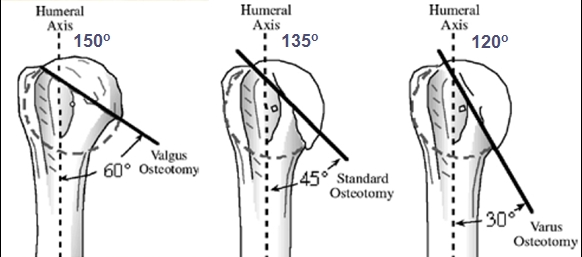 Humeral
Axis
150º
60°
Valgus
Osteotomy
Humeral
Axis
135º
45°
Standard
Osteotomy
Humeral
Axis
120º
30°
Varus
Osteotomy